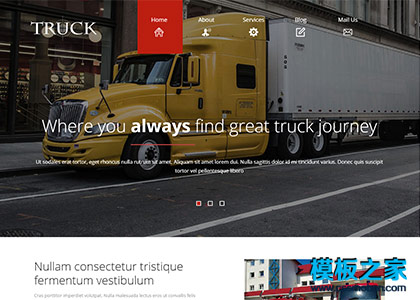 TRUCK
Home
About
Services
Blog
Mail Us
Where you always find great truck journey
Ut sodales erat tortor, eget rhoncus nulla rutrum sit amet, Aliquam sit amet lorem dui. Nulla sagittis dolor id mi tincidunt varius. Donec quis suscipit
tortor vel pellentesque libero
Nullam consectetur tristique
fermentum vestibulum
Cras porttitor imperdiet volutpat. Nulla malesuada lectus eros ut convallis felis
模板之家